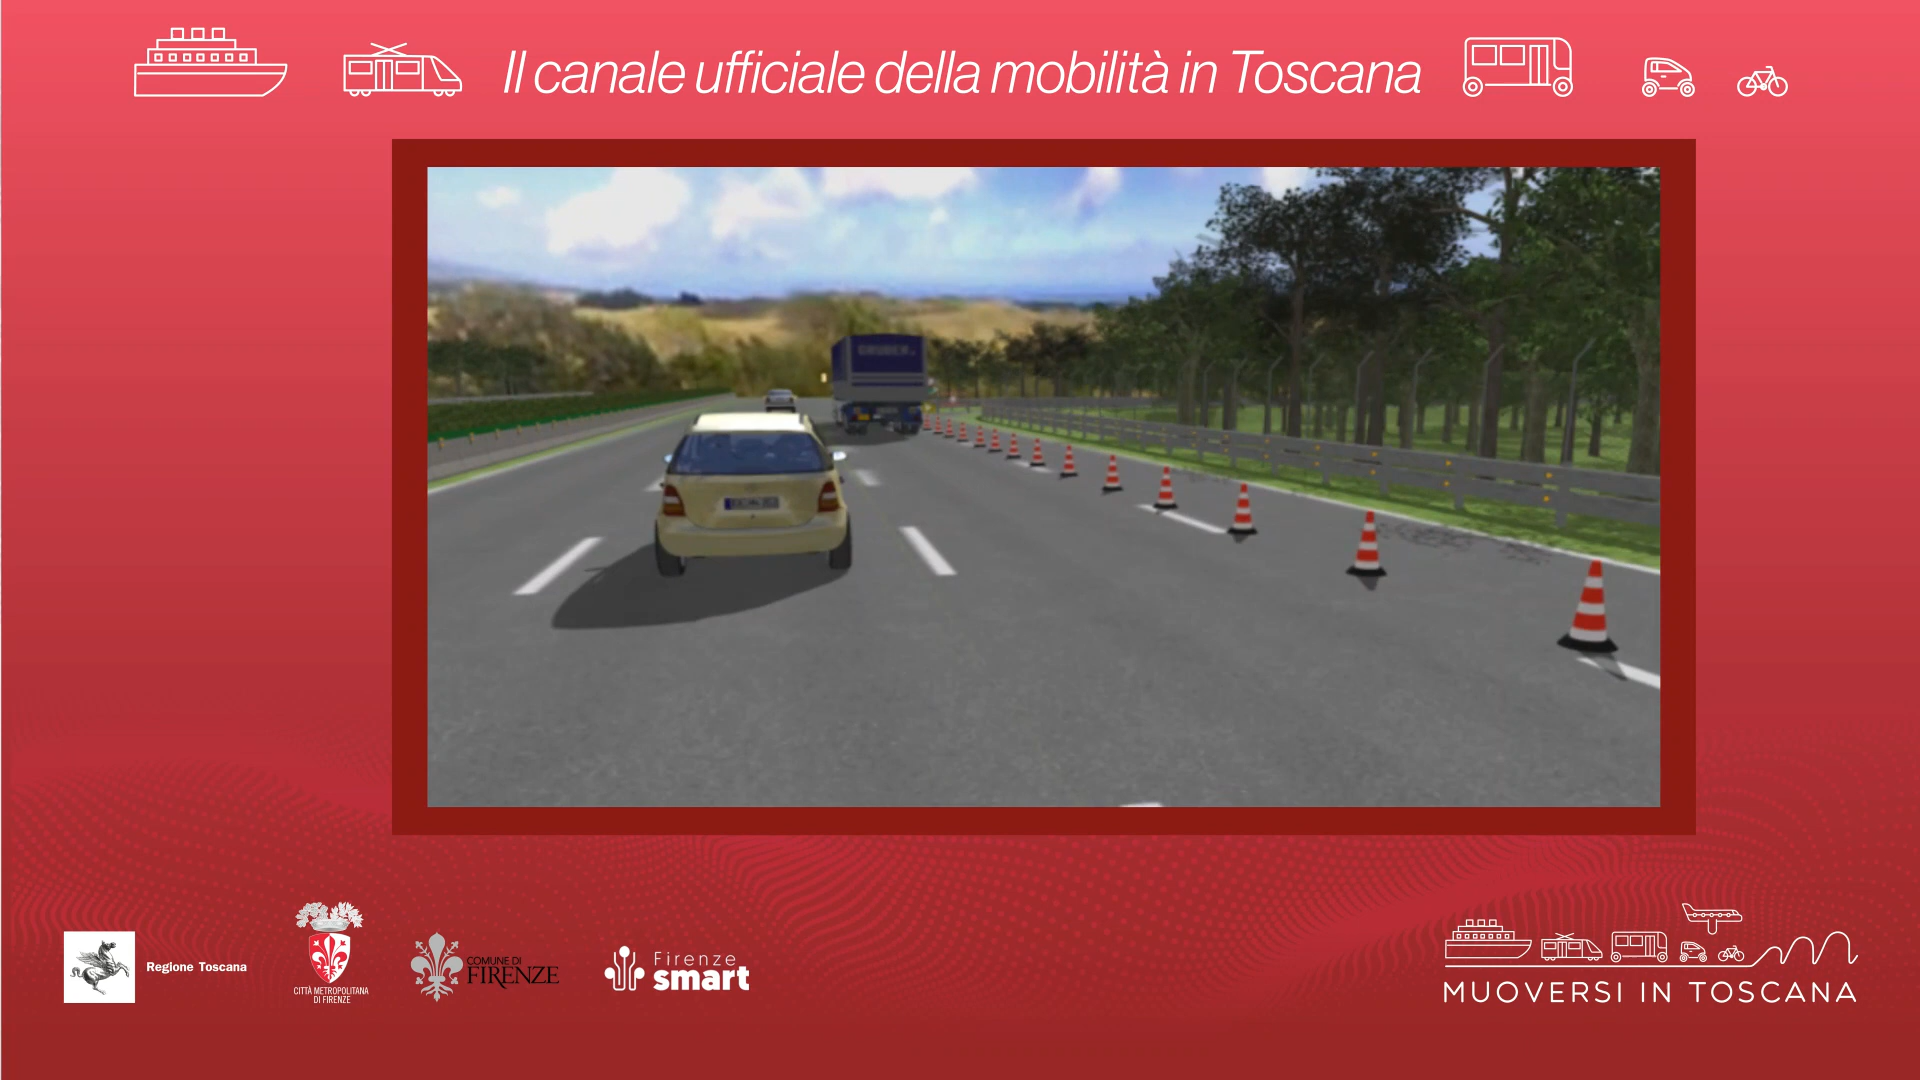 Il canale ufficiale della mobilità in Toscana
GRUBER
Regione Toscana
CITTÀ METROPOLITANA
DI FIRENZE
COMUNE DI
FIRENZE
Firenze
smart
MUOVERSI IN TOSCANA